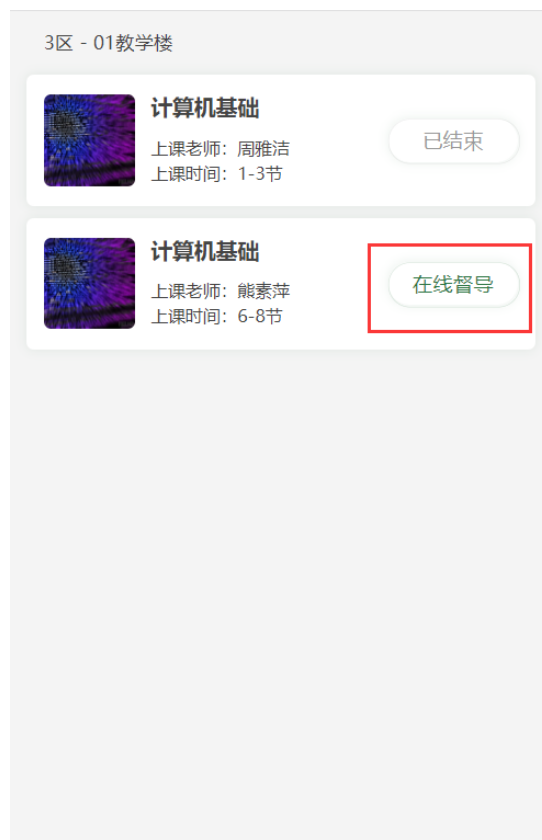 3区 - 01教学楼
计算机基础
上课老师：周雅洁
上课时间：1-3节
已结束
计算机基础
上课老师：熊素萍
上课时间：6-8节
在线督导